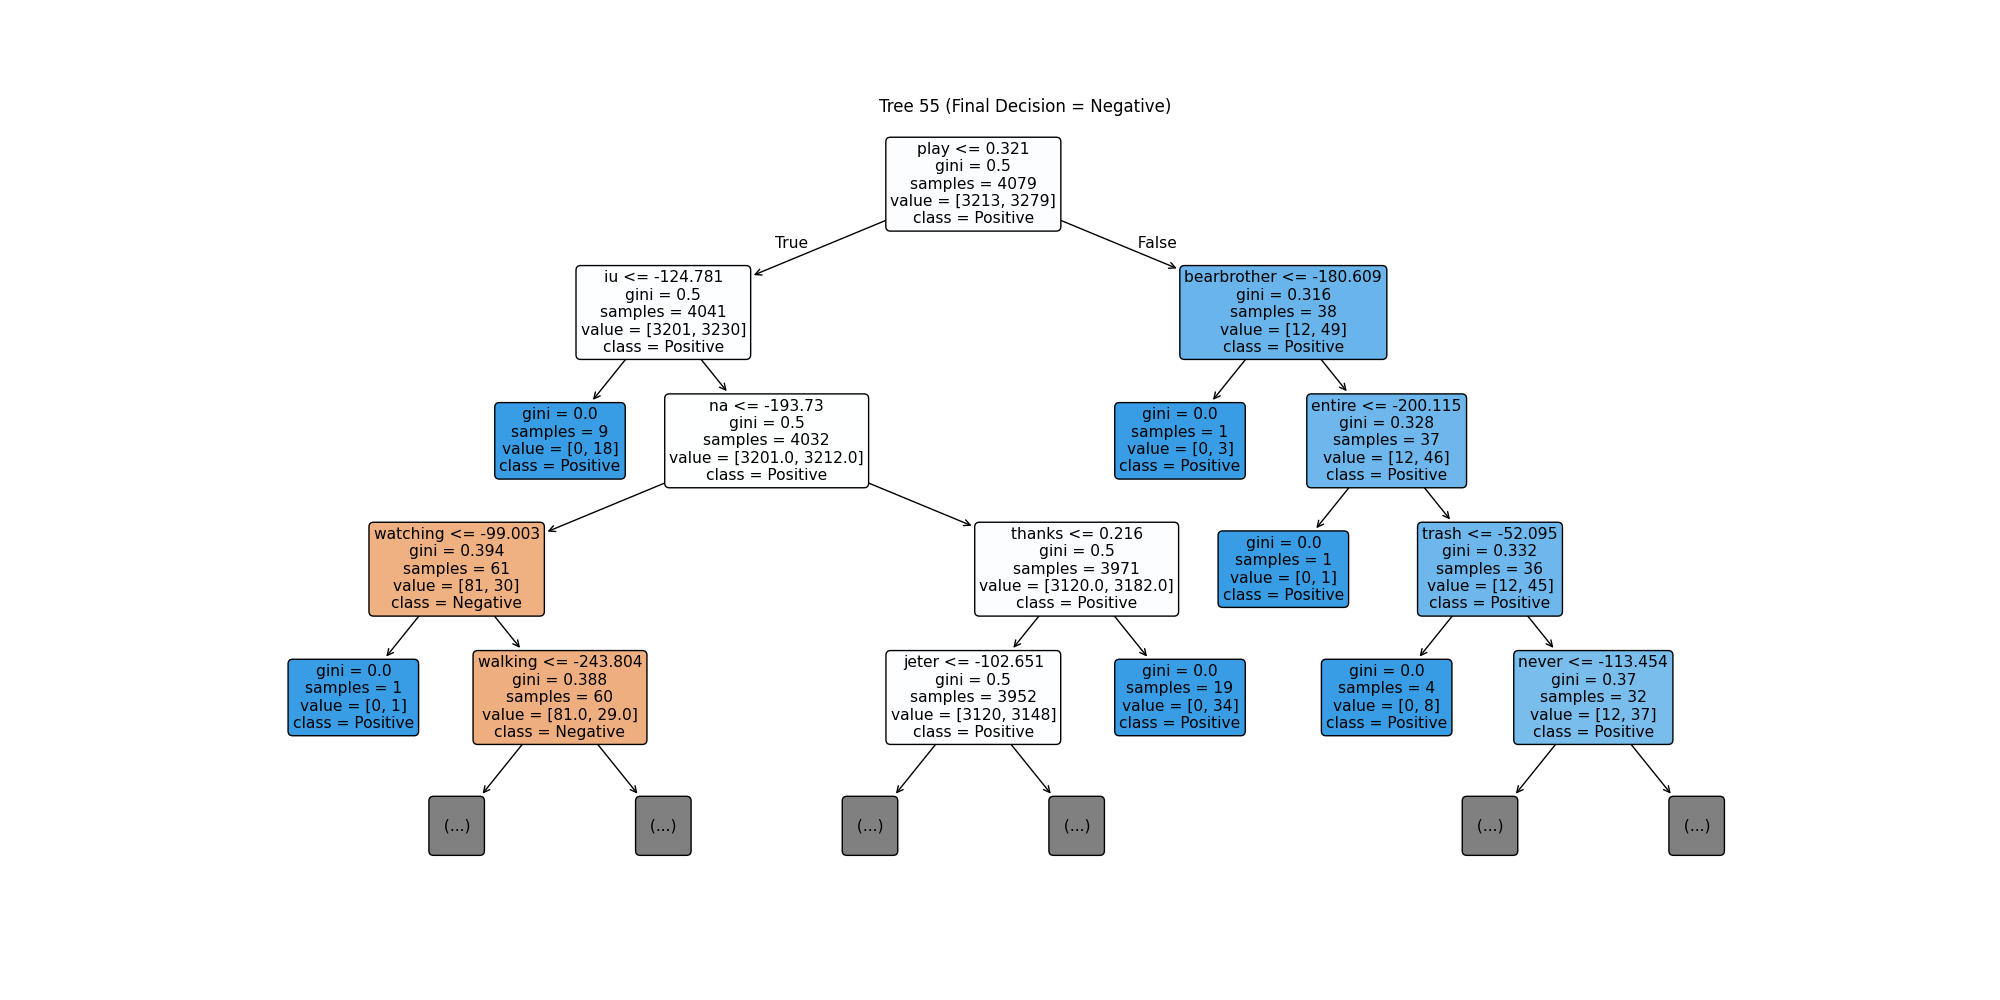 Tree 55 (Final Decision = Negative)
play <= 0.321
gini = 0.5
samples = 4079
value = [3213, 3279]
class = Positive
True
False
iu <= -124.781
gini = 0.5
samples = 4041
value = [3201, 3230]
class = Positive
bearbrother <= -180.609
gini = 0.316
samples = 38
value = [12, 49]
class = Positive
gini = 0.0
samples = 9
value = [0, 18]
class = Positive
na <= -193.73
gini = 0.5
samples = 4032
value = [3201.0, 3212.0]
class = Positive
gini = 0.0
samples = 1
value = [0, 3]
class = Positive
entire <= -200.115
gini = 0.328
samples = 37
value = [12, 46]
class = Positive
watching <= -99.003
gini = 0.394
samples = 61
value = [81, 30]
class = Negative
thanks <= 0.216
gini = 0.5
samples = 3971
value = [3120.0, 3182.0]
class = Positive
gini = 0.0
samples = 1
value = [0, 1]
class = Positive
trash <= -52.095
gini = 0.332
samples = 36
value = [12, 45]
class = Positive
gini = 0.0
samples = 1
value = [0, 1]
class = Positive
walking <= -243.804
gini = 0.388
samples = 60
value = [81.0, 29.0]
class = Negative
jeter <= -102.651
gini = 0.5
samples = 3952
value = [3120, 3148]
class = Positive
gini = 0.0
samples = 19
value = [0, 34]
class = Positive
gini = 0.0
samples = 4
value = [0, 8]
class = Positive
never <= -113.454
gini = 0.37
samples = 32
value = [12, 37]
class = Positive
(...)
(...)
(...)
(...)
(...)
(...)